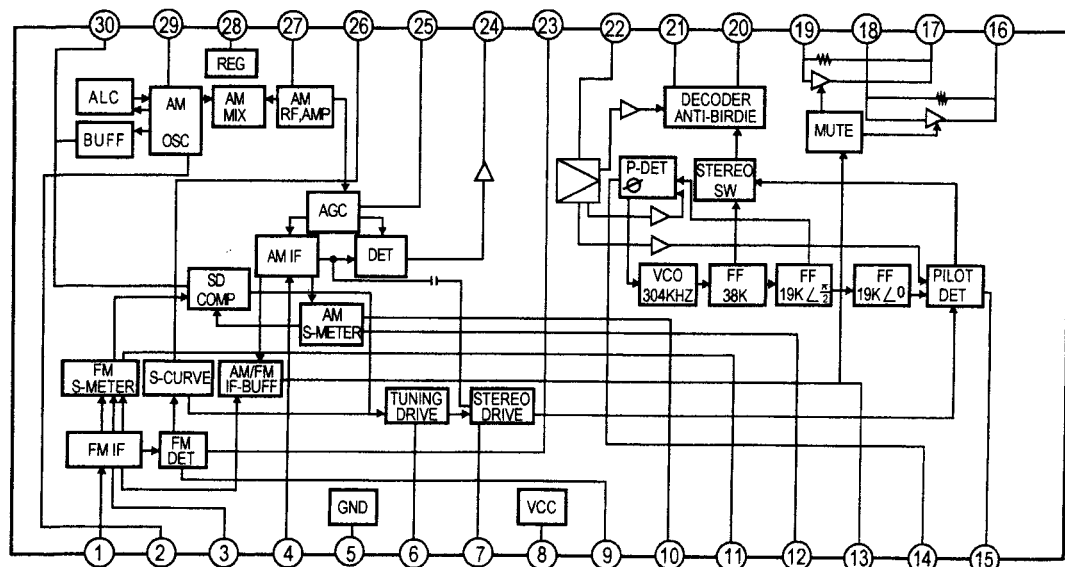 30 29 28 27 26 25 24 23 22 21 20 19 18 17 16
REG
ALC
AM
OSC
AM
MIX
AM
RF,AMP
BUFF
DECODER
ANTI-BIRDIE
MUTE
P-DET
Ø
STEREO
SW
AGC
AM IF
DET
SD
COMP
VCO
304KHZ
FF
38K
FF
19K∠π/2
FF
19K∠0
PILOT
DET
AM
S-METER
FM
S-METER
S-CURVE
AM/FM
IF-BUFF
TUNING
DRIVE
STEREO
DRIVE
FM IF
FM
DET
GND
VCC
1 2 3 4 5 6 7 8 9 10 11 12 13 14 15